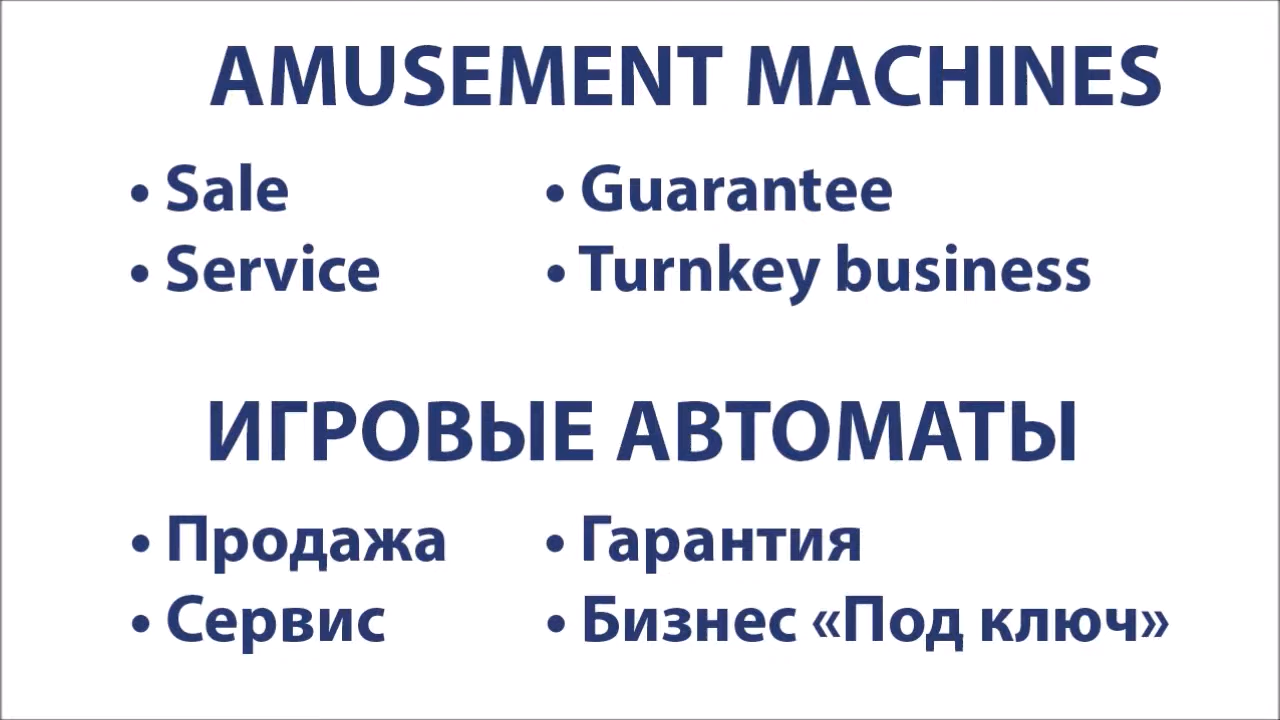 AMUSEMENT MACHINES
• Sale • Guarantee
• Service • Turnkey business
ИГРОВЫЕ АВТОМАТЫ
• Продажа • Гарантия
• Сервис • Бизнес «Под ключ»